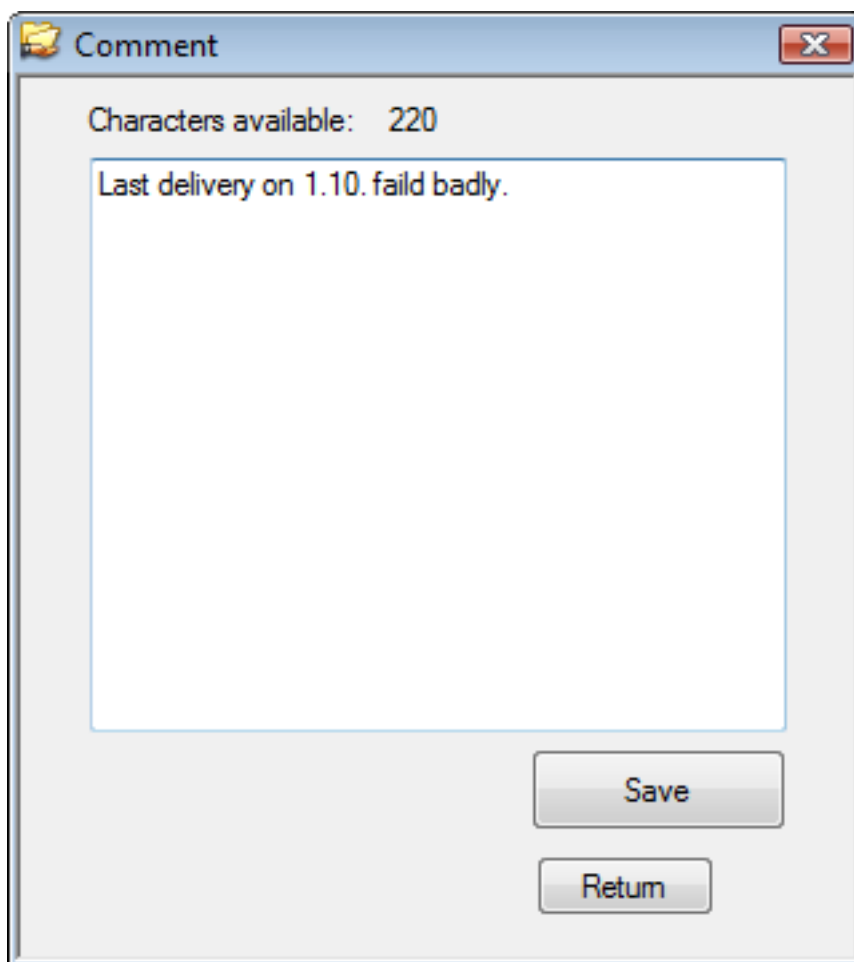 Comment
Characters available: 220
Last delivery on 1.10. faild badly.
Save
Return